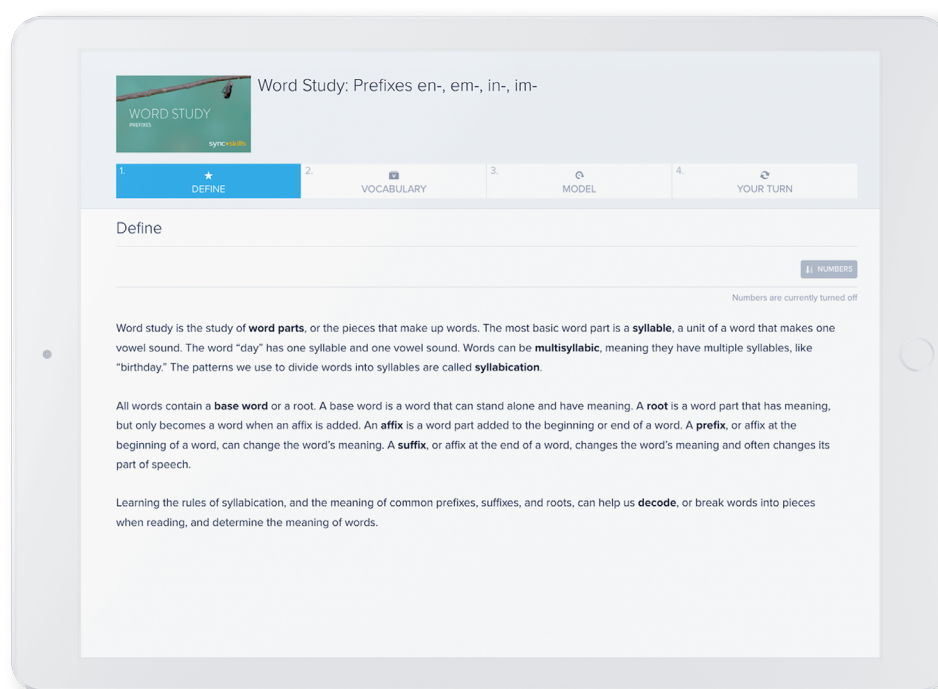 Word Study: Prefixes en-, em-, in-, im-
WORD STUDY
PREFIXES
sync•skills
1.
DEFINE
2.
VOCABULARY
3.
MODEL
4.
YOUR TURN
Define
NUMBERS
Numbers are currently turned off
Word study is the study of word parts, or the pieces that make up words. The most basic word part is a syllable, a unit of a word that makes one
vowel sound. The word “day” has one syllable and one vowel sound. Words can be multisyllabic, meaning they have multiple syllables, like
“birthday.” The patterns we use to divide words into syllables are called syllabication.
All words contain a base word or a root. A base word is a word that can stand alone and have meaning. A root is a word part that has meaning,
but only becomes a word when an affix is added. An affix is a word part added to the beginning or end of a word. A prefix, or affix at the
beginning of a word, can change the word’s meaning. A suffix, or affix at the end of a word, changes the word’s meaning and often changes its
part of speech.
Learning the rules of syllabication, and the meaning of common prefixes, suffixes, and roots, can help us decode, or break words into pieces
when reading, and determine the meaning of words.